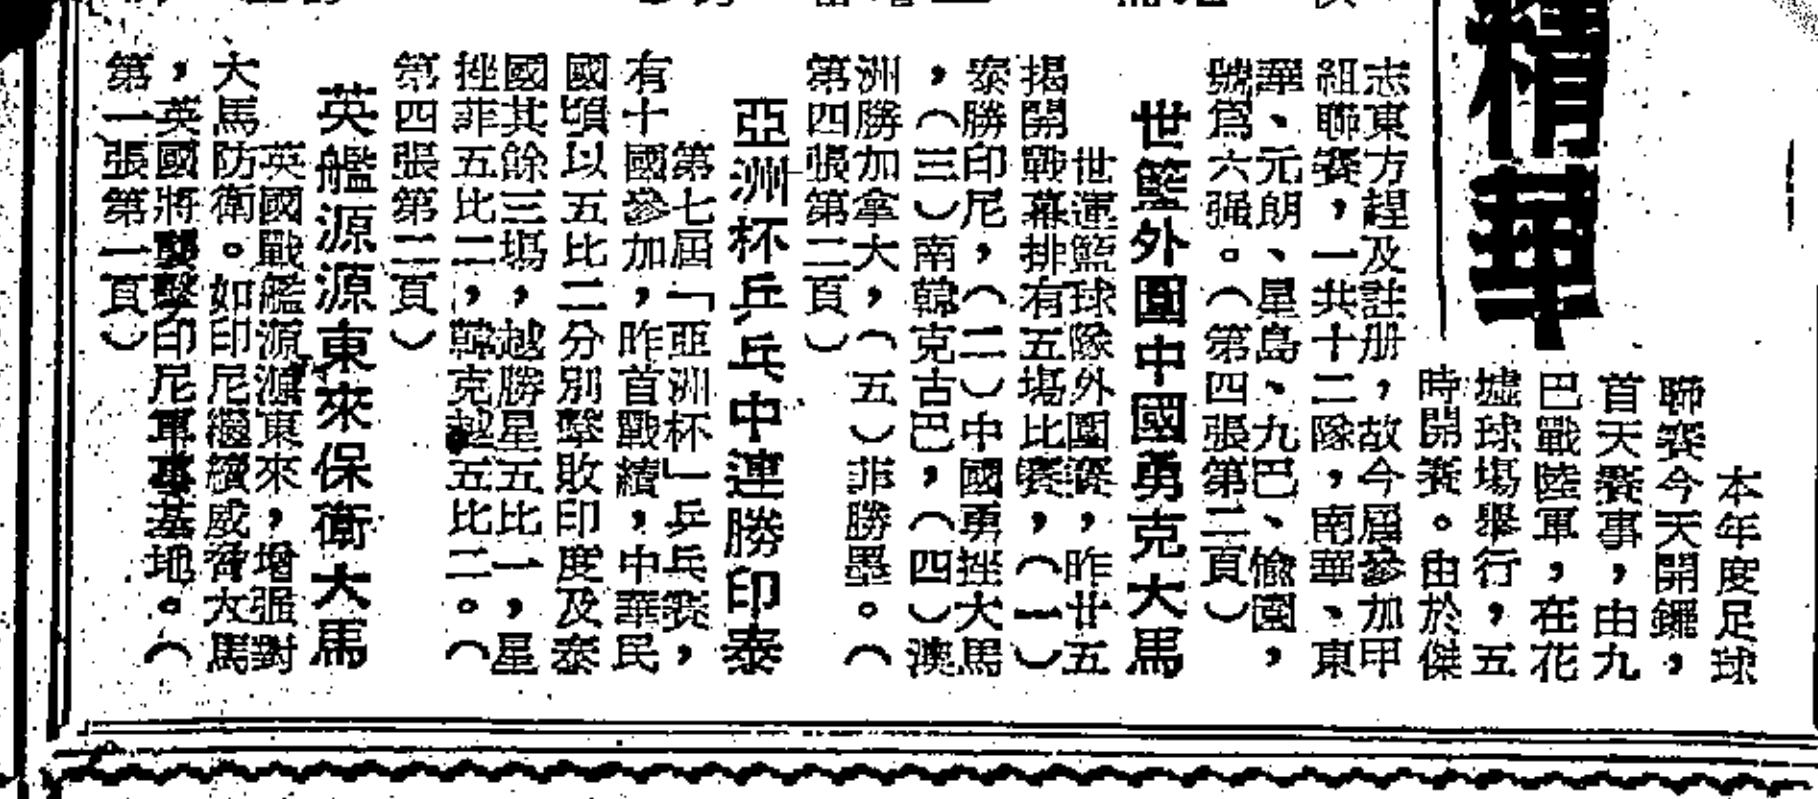 精華
本年度足球
聯賽今天開鑼，
首天賽事，由九
巴戰陸軍，在花
墟球塲舉行，五
時開賽。由於傑
志東方趕及註册，故今屆參加甲
組聯賽，一共十二隊，南華、東
華、元朗、星島、九巴、愉園，
號爲六强。（第四張第二頁）
世籃外圍中國勇克大馬
世運籃球隊外圍賽，昨廿五
揭開戰幕排有五塲比賽，（一）
泰勝印尼，（二）中國勇挫大馬
，（三）南韓克古巴，（四）澳
洲勝加拿大，（五）菲勝墨。（
第四張第二頁）
亞洲杯乒乓中連勝印泰
第七屆「亞洲杯」乒乓賽，
有十國參加，昨首戰續，中華民
國頃以五比二分別擊敗印度及泰
國其餘三塲，越勝星五比一，星
挫菲五比二，韓克越五比二。（
第四張第二頁）
英艦源源東來保衛大馬
英國戰艦源源東來，增强對
大馬防衛。如印尼繼續威脅大馬
，英國將襲擊印尼軍事基地。（
第一張第一頁）